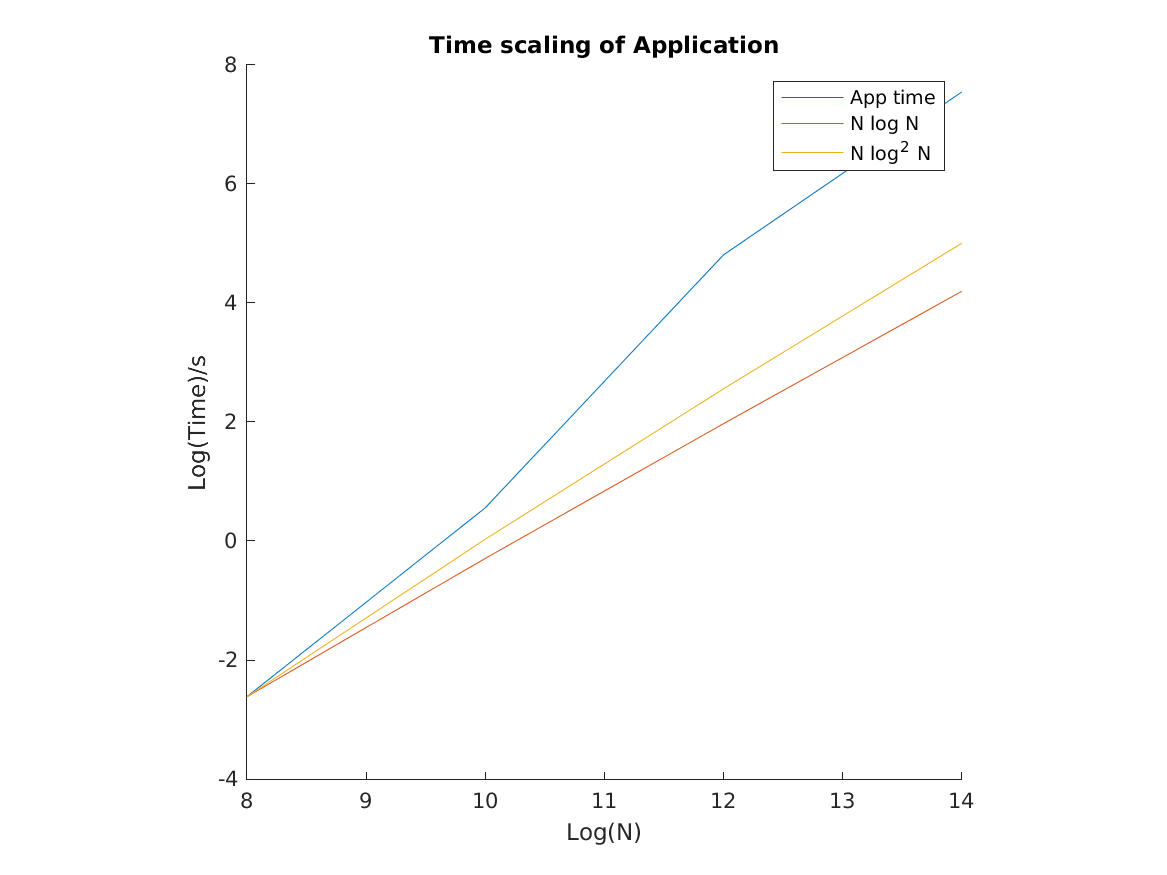 Time scaling of Application
App time
N log N
N log² N
8
6
4
2
0
-2
-4
Log(Time)/s
8 9 10 11 12 13 14
Log(N)